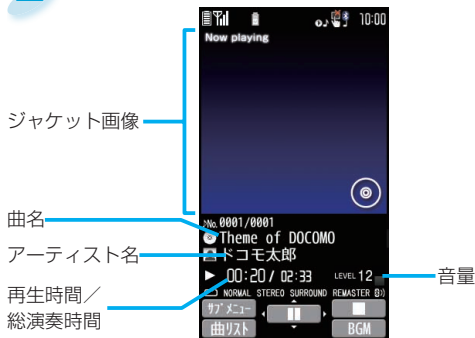 10:00
Now playing
ジャケット画像
No.0001/0001
曲名
Theme of DOCOMO
アーティスト名
ドコモ太郎
00:20 / 02:33 LEVEL 12
音量
再生時間／
総演奏時間
NORMAL STEREO SURROUND REMASTER
サブメニュー
曲リスト
BGM